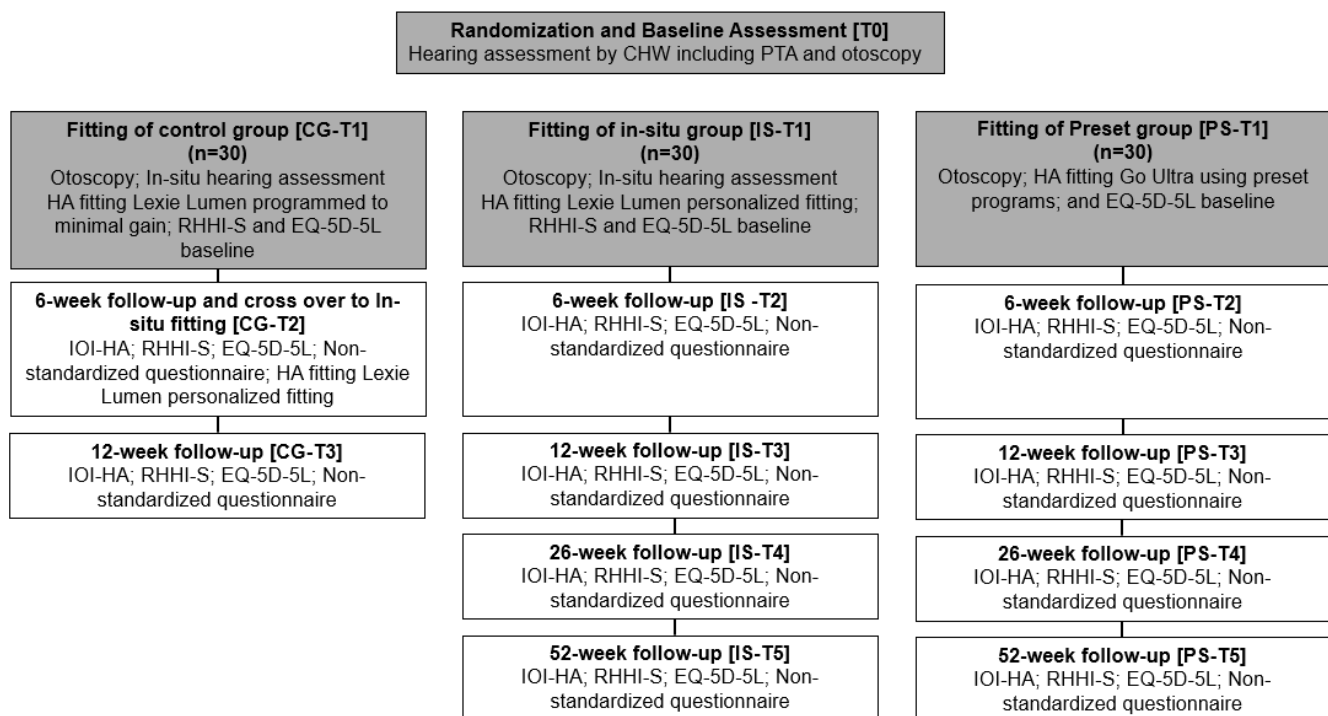 Randomization and Baseline Assessment [T0]
Hearing assessment by CHW including PTA and otoscopy
Fitting of control group [CG-T1]
(n=30)
Otoscopy; In-situ hearing assessment
HA fitting Lexie Lumen programmed to
minimal gain; RHHI-S and EQ-5D-5L
baseline
6-week follow-up and cross over to In-
situ fitting [CG-T2]
IOI-HA; RHHI-S; EQ-5D-5L; Non-
standardized questionnaire; HA fitting Lexie
Lumen personalized fitting
12-week follow-up [CG-T3]
IOI-HA; RHHI-S; EQ-5D-5L; Non-
standardized questionnaire
Fitting of in-situ group [IS-T1]
(n=30)
Otoscopy; In-situ hearing assessment
HA fitting Lexie Lumen personalized fitting;
RHHI-S and EQ-5D-5L baseline
6-week follow-up [IS -T2]
IOI-HA; RHHI-S; EQ-5D-5L; Non-
standardized questionnaire
12-week follow-up [IS-T3]
IOI-HA; RHHI-S; EQ-5D-5L; Non-
standardized questionnaire
26-week follow-up [IS-T4]
IOI-HA; RHHI-S; EQ-5D-5L; Non-
standardized questionnaire
52-week follow-up [IS-T5]
IOI-HA; RHHI-S; EQ-5D-5L; Non-
standardized questionnaire
Fitting of Preset group [PS-T1]
(n=30)
Otoscopy; HA fitting Go Ultra using preset
programs; and EQ-5D-5L baseline
6-week follow-up [PS-T2]
IOI-HA; RHHI-S; EQ-5D-5L; Non-
standardized questionnaire
12-week follow-up [PS-T3]
IOI-HA; RHHI-S; EQ-5D-5L; Non-
standardized questionnaire
26-week follow-up [PS-T4]
IOI-HA; RHHI-S; EQ-5D-5L; Non-
standardized questionnaire
52-week follow-up [PS-T5]
IOI-HA; RHHI-S; EQ-5D-5L; Non-
standardized questionnaire